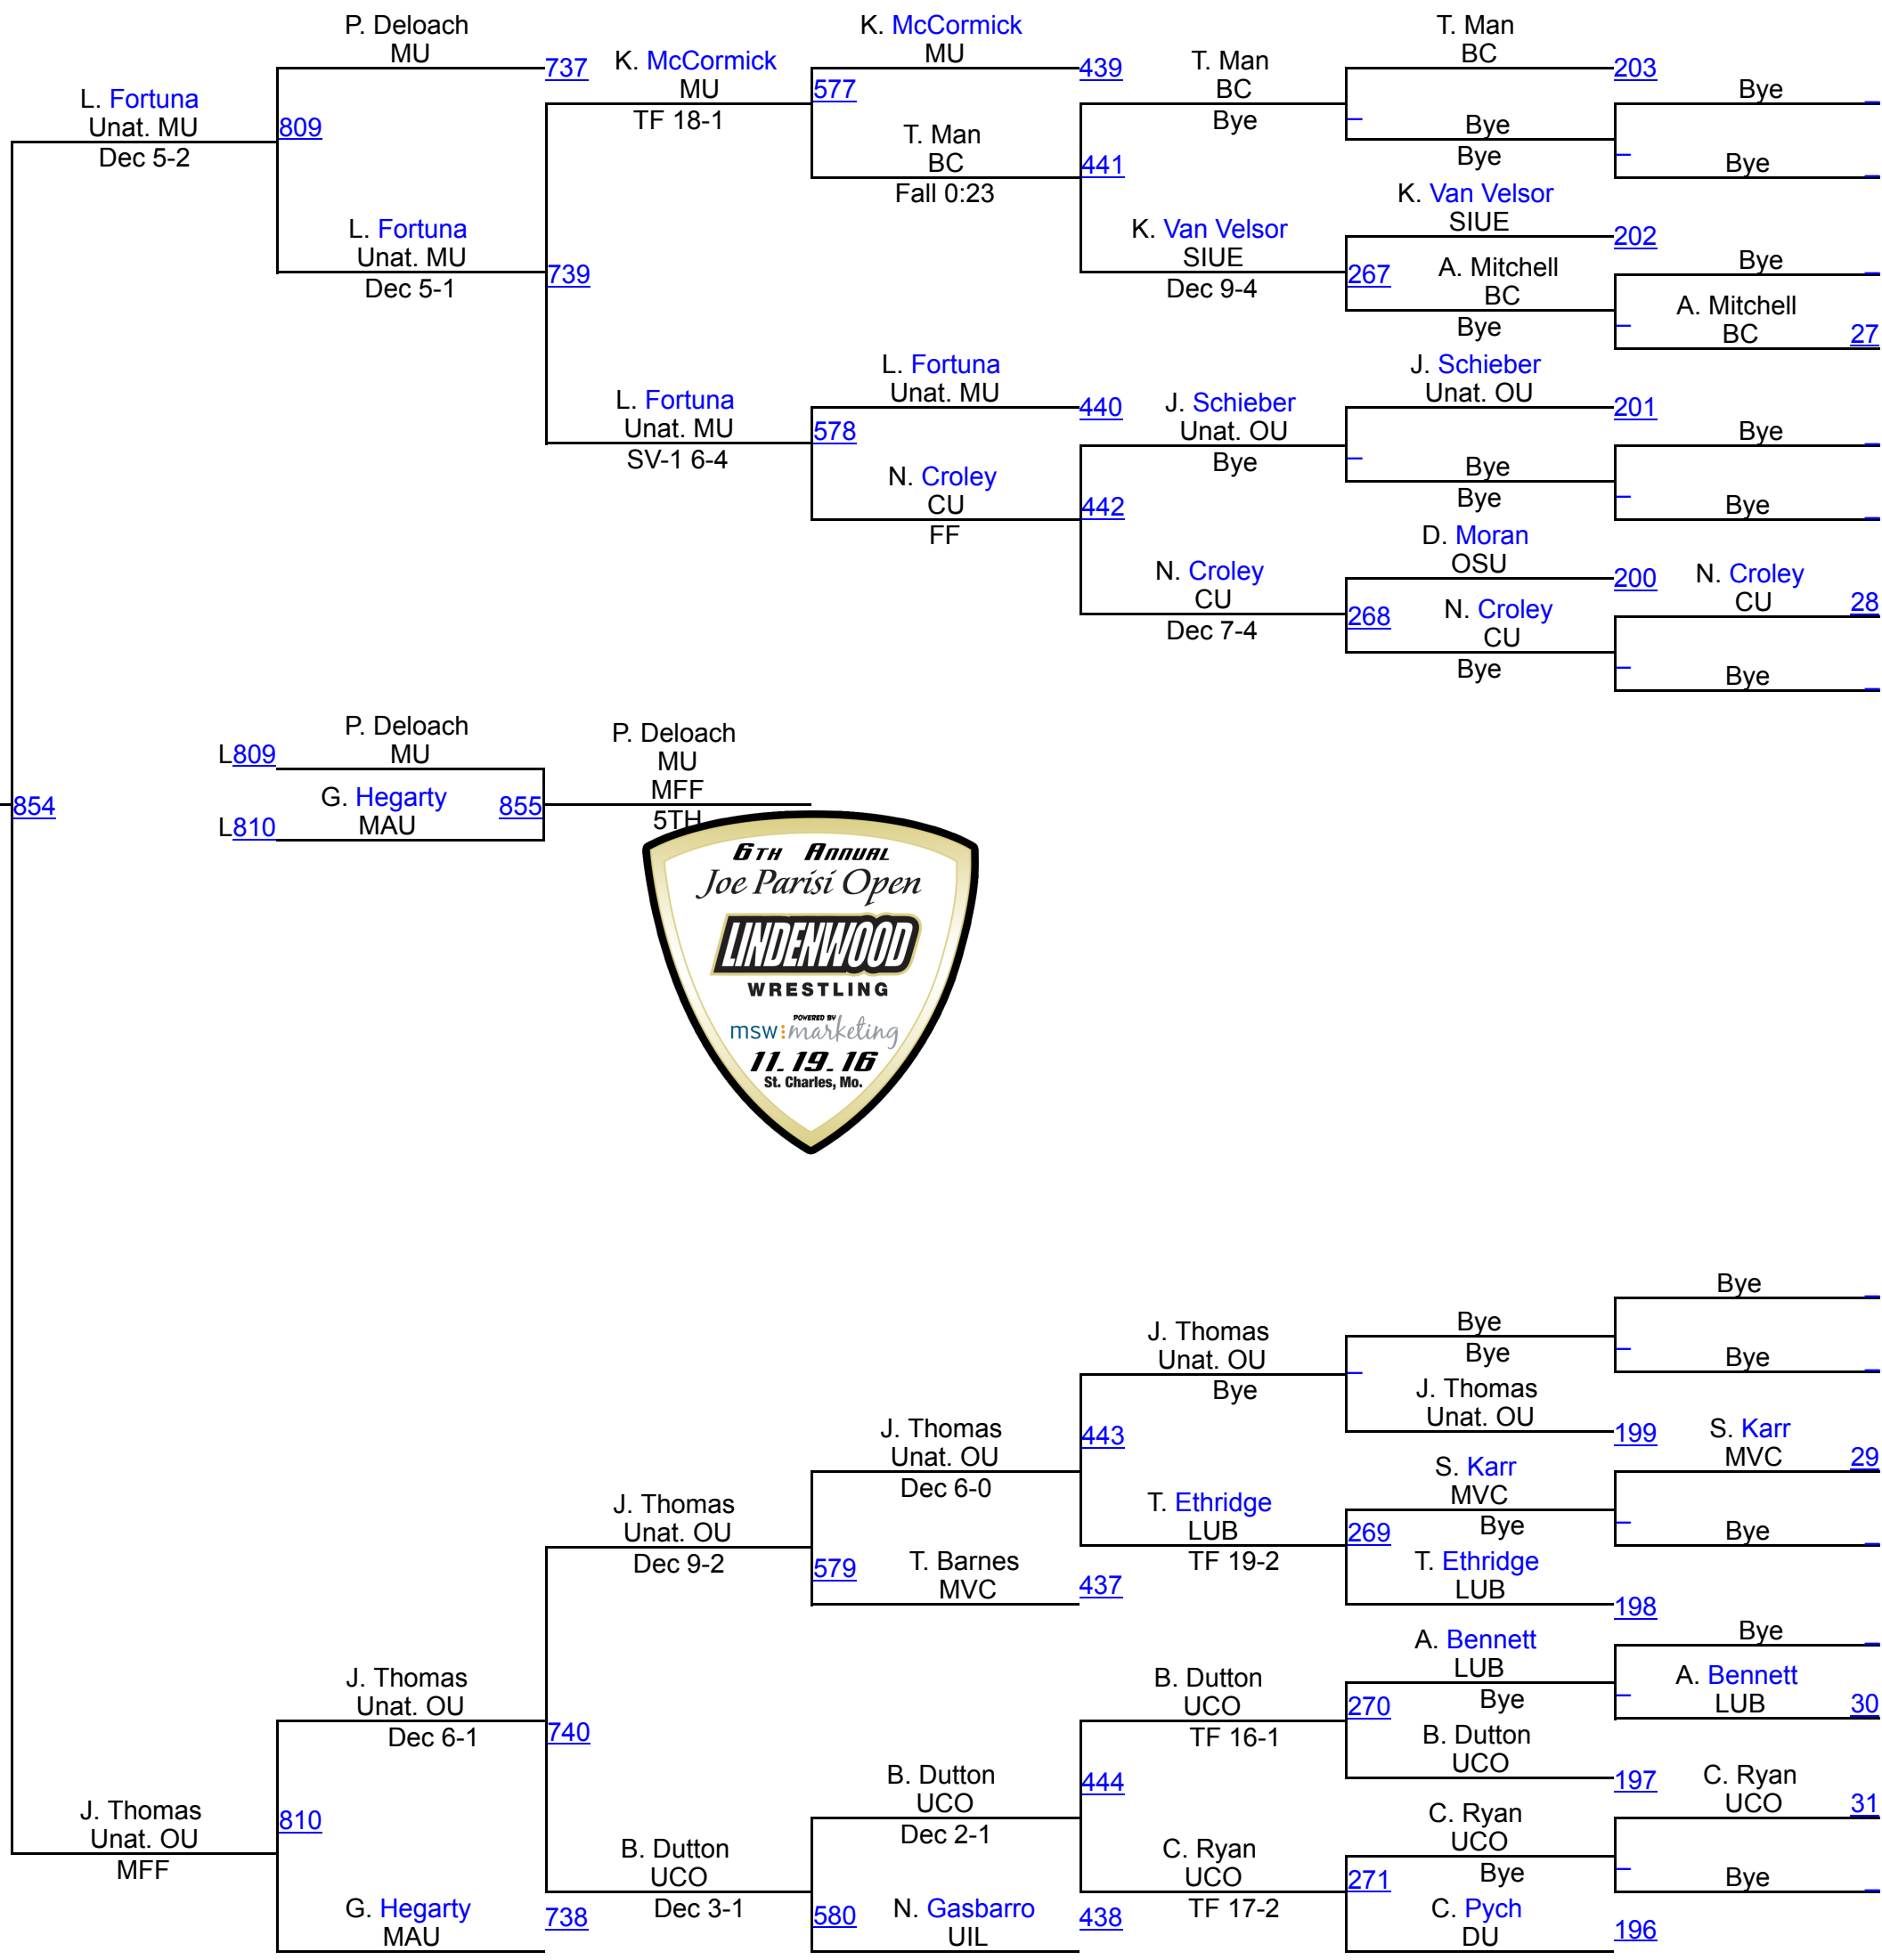 P. Deloach
MU
737
L. Fortuna
Unat. MU
Dec 5-2
809
L. Fortuna
Unat. MU
Dec 5-1
739
K. McCormick
MU
TF 18-1
577
K. McCormick
MU
439
T. Man
BC
Fall 0:23
441
T. Man
BC
Bye
T. Man
BC
203
Bye
Bye
Bye
Bye
K. Van Velsor
SIUE
Dec 9-4
267
K. Van Velsor
SIUE
202
A. Mitchell
BC
Bye
Bye
A. Mitchell
BC
27
L. Fortuna
Unat. MU
SV-1 6-4
578
L. Fortuna
Unat. MU
440
N. Croley
CU
FF
442
J. Schieber
Unat. OU
Bye
J. Schieber
Unat. OU
201
Bye
Bye
Bye
Bye
N. Croley
CU
Dec 7-4
268
D. Moran
OSU
200
N. Croley
CU
Bye
N. Croley
CU
28
Bye
854
L809
P. Deloach
MU
L810
G. Hegarty
MAU
855
P. Deloach
MU
MFF
5TH
6TH ANNUAL
Joe Parisi Open
LINDENWOOD
WRESTLING
POWERED BY
msw marketing
11.19.16
St. Charles, Mo.
J. Thomas
Unat. OU
MFF
810
J. Thomas
Unat. OU
Dec 6-1
740
G. Hegarty
MAU
738
J. Thomas
Unat. OU
Dec 9-2
579
J. Thomas
Unat. OU
Dec 6-0
443
T. Barnes
MVC
437
J. Thomas
Unat. OU
Bye
Bye
Bye
Bye
Bye
J. Thomas
Unat. OU
199
T. Ethridge
LUB
TF 19-2
269
S. Karr
MVC
Bye
S. Karr
MVC
29
Bye
T. Ethridge
LUB
198
B. Dutton
UCO
Dec 3-1
580
B. Dutton
UCO
Dec 2-1
444
N. Gasbarro
UIL
438
B. Dutton
UCO
TF 16-1
270
A. Bennett
LUB
Bye
Bye
A. Bennett
LUB
30
B. Dutton
UCO
197
C. Ryan
UCO
TF 17-2
271
C. Ryan
UCO
Bye
C. Ryan
UCO
31
Bye
C. Pych
DU
196